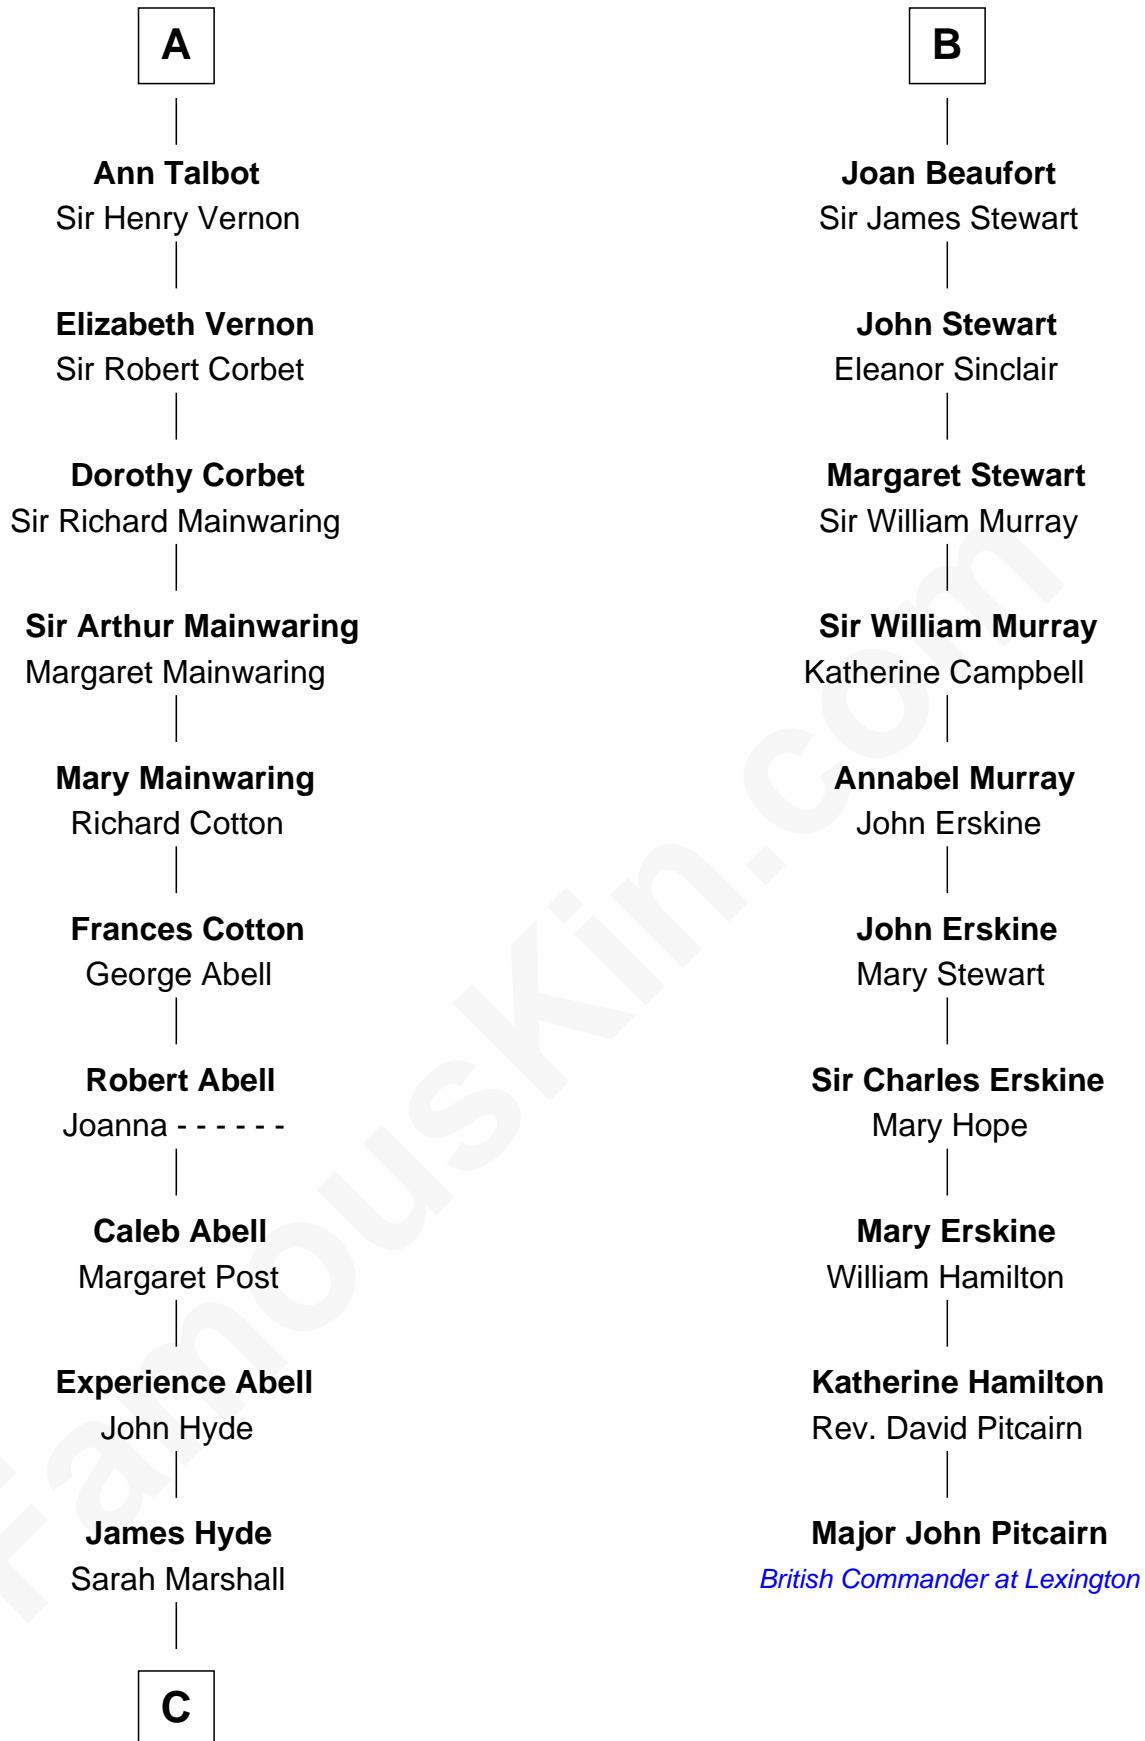 A
Ann Talbot
Sir Henry Vernon
Elizabeth Vernon
Sir Robert Corbet
Dorothy Corbet
Sir Richard Mainwaring
Sir Arthur Mainwaring
Margaret Mainwaring
Mary Mainwaring
Richard Cotton
Frances Cotton
George Abell
Robert Abell
Joanna - - - - - -
Caleb Abell
Margaret Post
Experience Abell
John Hyde
James Hyde
Sarah Marshall
C
B
Joan Beaufort
Sir James Stewart
John Stewart
Eleanor Sinclair
Margaret Stewart
Sir William Murray
Sir William Murray
Katherine Campbell
Annabel Murray
John Erskine
John Erskine
Mary Stewart
Sir Charles Erskine
Mary Hope
Mary Erskine
William Hamilton
Katherine Hamilton
Rev. David Pitcairn
Major John Pitcairn
British Commander at Lexington
FamousKin.com